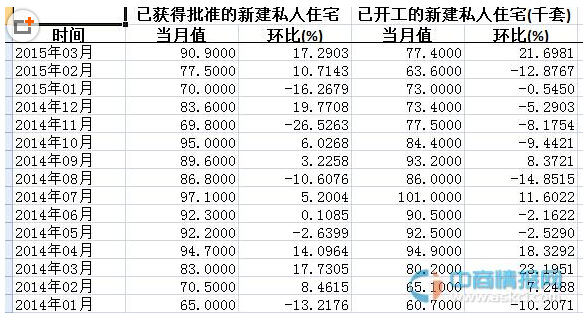 已获得批准的新建私人住宅 已开工的新建私人住宅(千套)
时间 当月值 环比(%) 当月值 环比(%)
2015年03月 90.9000 17.2903 77.4000 21.6981
2015年02月 77.5000 10.7143 63.6000 -12.8767
2015年01月 70.0000 -16.2679 73.0000 -0.5450
2014年12月 83.6000 19.7708 73.4000 -5.2903
2014年11月 69.8000 -26.5263 77.5000 -8.1754
2014年10月 95.0000 6.0268 84.4000 -9.4421
2014年09月 89.6000 3.2258 93.2000 8.3721
2014年08月 86.8000 -10.6076 86.0000 -14.8515
2014年07月 97.1000 5.2004 101.0000 11.6022
2014年06月 92.3000 0.1085 90.5000 -2.1622
2014年05月 92.2000 -2.6399 92.5000 -2.5290
2014年04月 94.7000 14.0964 94.9000 18.3292
2014年03月 83.0000 17.7305 80.2000 23.1951
2014年02月 70.5000 8.4615 65.1000 7.2488
2014年01月 65.0000 -13.2176 60.7000 -10.2071
中商情报网
www.askci.com